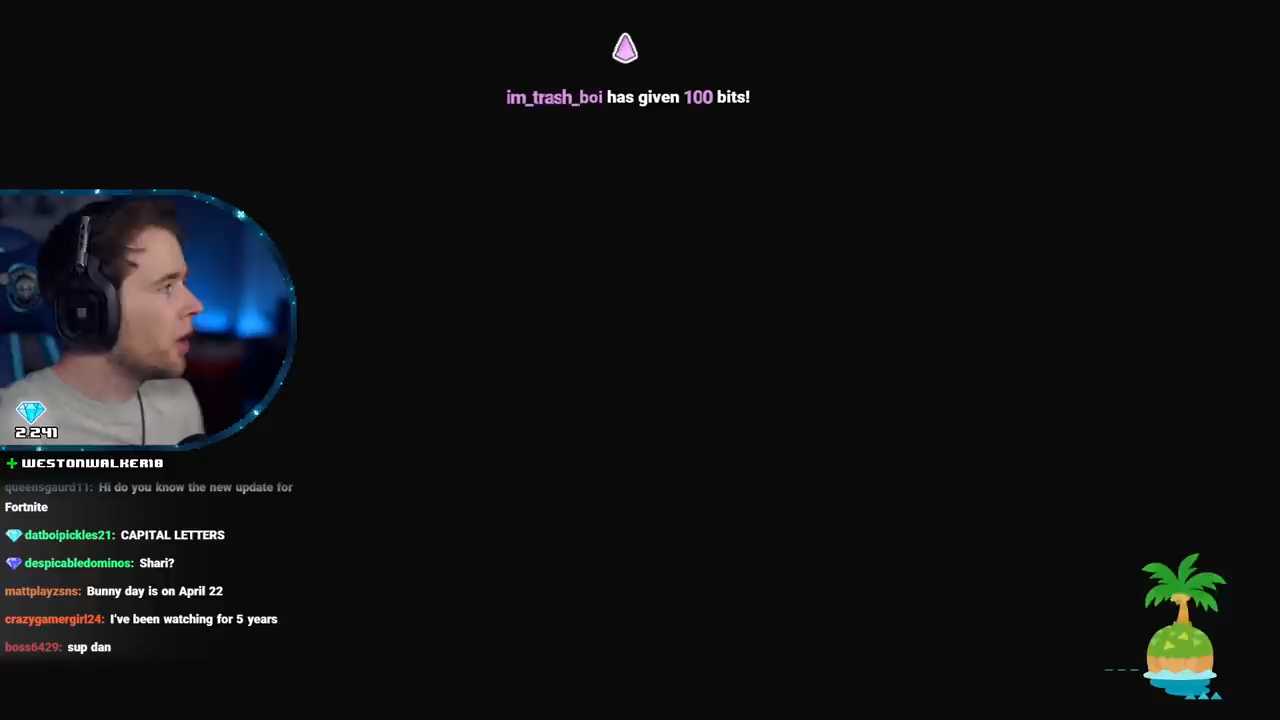 im_trash_boi has given 100 bits!
2,241
+ WESTONWALKER18
queensgaurd11: Hi do you know the new update for
Fortnite
datboipickles21: CAPITAL LETTERS
despicabledominos: Shari?
mattplayzsns: Bunny day is on April 22
crazygamergirl24: I've been watching for 5 years
boss6429: sup dan